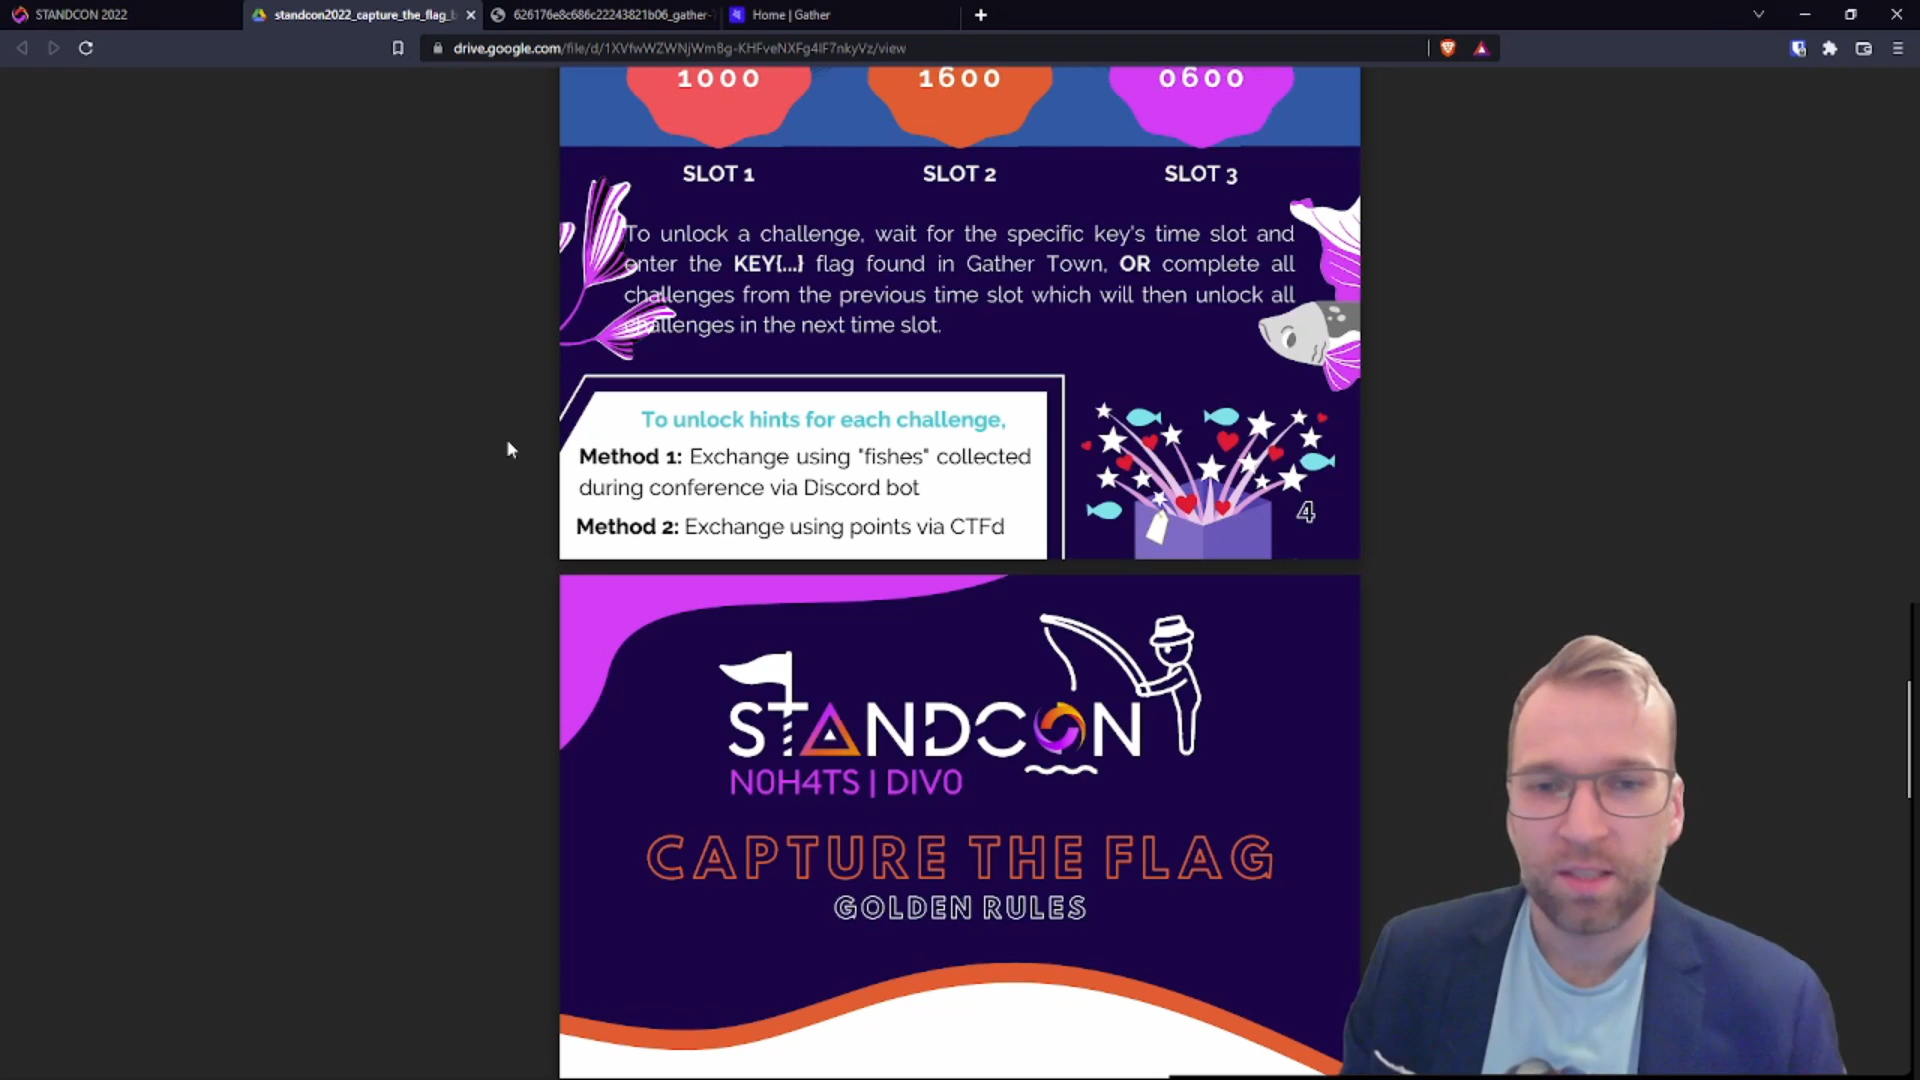 STANDCON 2022
standcon2022_capture_the_flag_b
626176e8c686c22243821b06_gather-
Home | Gather
drive.google.com/file/d/1XVfwWZWNjWmBg-KHFveNXFg4lF7nkyVz/view
1000
1600
0600
SLOT 1
SLOT 2
SLOT 3
To unlock a challenge, wait for the specific key's time slot and
enter the KEY{...} flag found in Gather Town, OR complete all
challenges from the previous time slot which will then unlock all
challenges in the next time slot.
To unlock hints for each challenge,
Method 1: Exchange using "fishes" collected
during conference via Discord bot
Method 2: Exchange using points via CTFd
4
STANDCON
N0H4TS | DIV0
CAPTURE THE FLAG
GOLDEN RULES